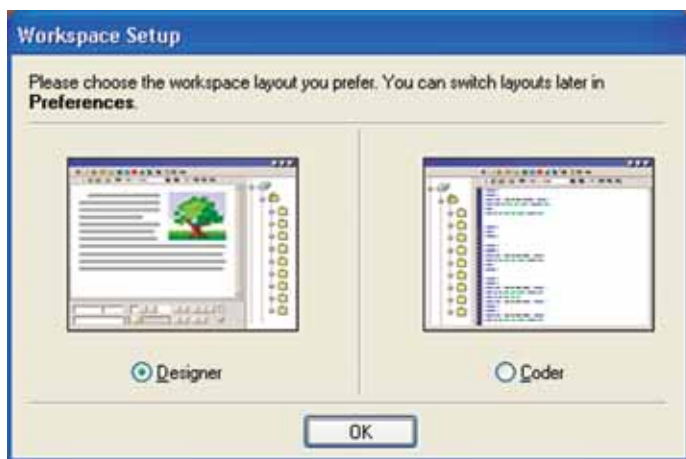 Workspace Setup
Please choose the workspace layout you prefer. You can switch layouts later in
Preferences.
Designer
Coder
OK